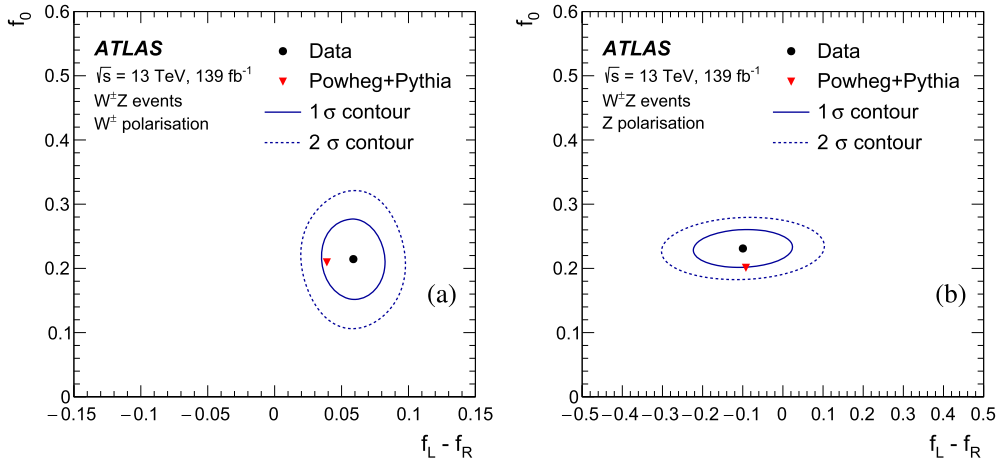 f₀
0.6
0.5
0.4
0.3
0.2
0.1
0
ATLAS
√s = 13 TeV, 139 fb⁻¹
W±Z events
W± polarisation
Data
Powheg+Pythia
1 σ contour
2 σ contour
(a)
−0.15 −0.1 −0.05 0 0.05 0.1 0.15
f_L - f_R
f₀
0.6
0.5
0.4
0.3
0.2
0.1
0
ATLAS
√s = 13 TeV, 139 fb⁻¹
W±Z events
Z polarisation
Data
Powheg+Pythia
1 σ contour
2 σ contour
(b)
−0.5 −0.4 −0.3 −0.2 −0.1 0 0.1 0.2 0.3 0.4 0.5
f_L - f_R